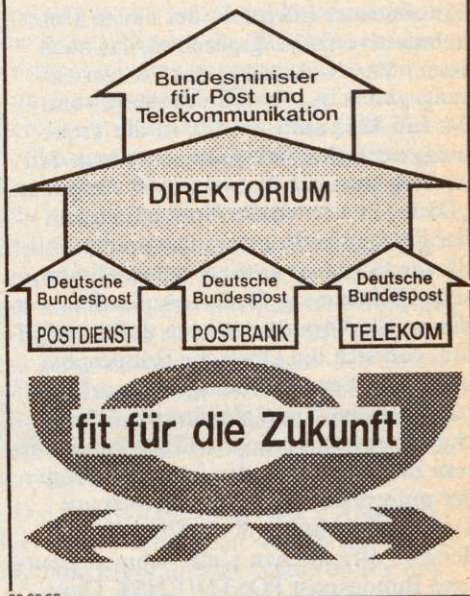 Bundesminister
für Post und
Telekommunikation
DIREKTORIUM
Deutsche
Bundespost
POSTDIENST
Deutsche
Bundespost
POSTBANK
Deutsche
Bundespost
TELEKOM
fit für die Zukunft